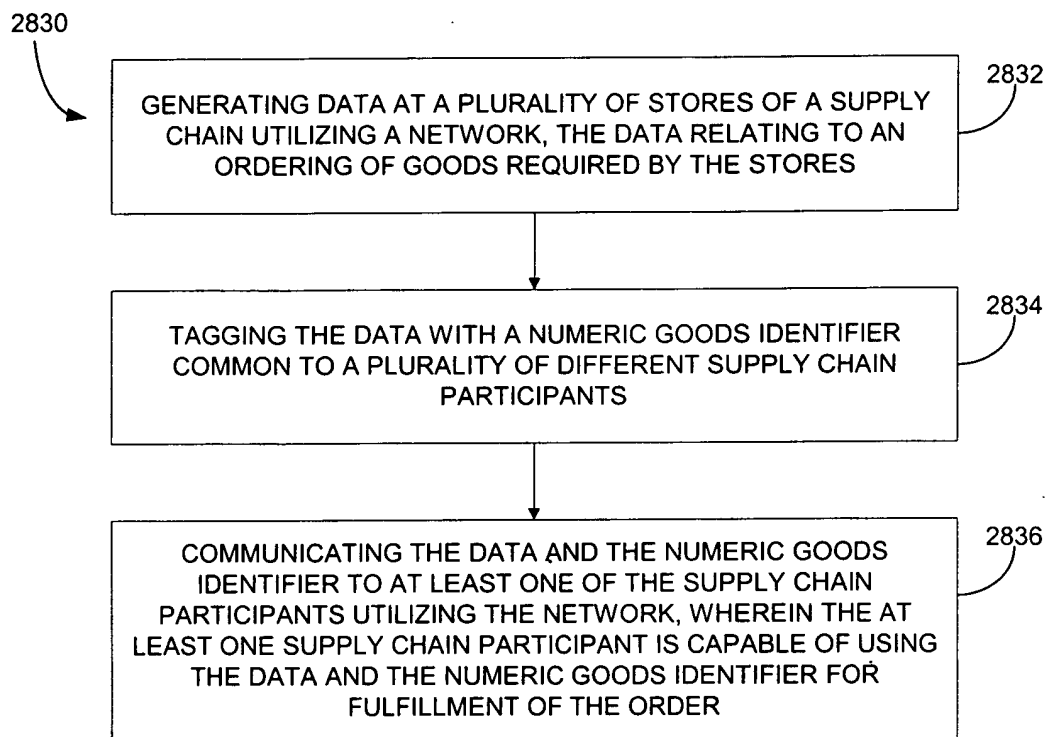 2830
2832
GENERATING DATA AT A PLURALITY OF STORES OF A SUPPLY
CHAIN UTILIZING A NETWORK, THE DATA RELATING TO AN
ORDERING OF GOODS REQUIRED BY THE STORES
2834
TAGGING THE DATA WITH A NUMERIC GOODS IDENTIFIER
COMMON TO A PLURALITY OF DIFFERENT SUPPLY CHAIN
PARTICIPANTS
2836
COMMUNICATING THE DATA AND THE NUMERIC GOODS
IDENTIFIER TO AT LEAST ONE OF THE SUPPLY CHAIN
PARTICIPANTS UTILIZING THE NETWORK, WHEREIN THE AT
LEAST ONE SUPPLY CHAIN PARTICIPANT IS CAPABLE OF USING
THE DATA AND THE NUMERIC GOODS IDENTIFIER FOR
FULFILLMENT OF THE ORDER